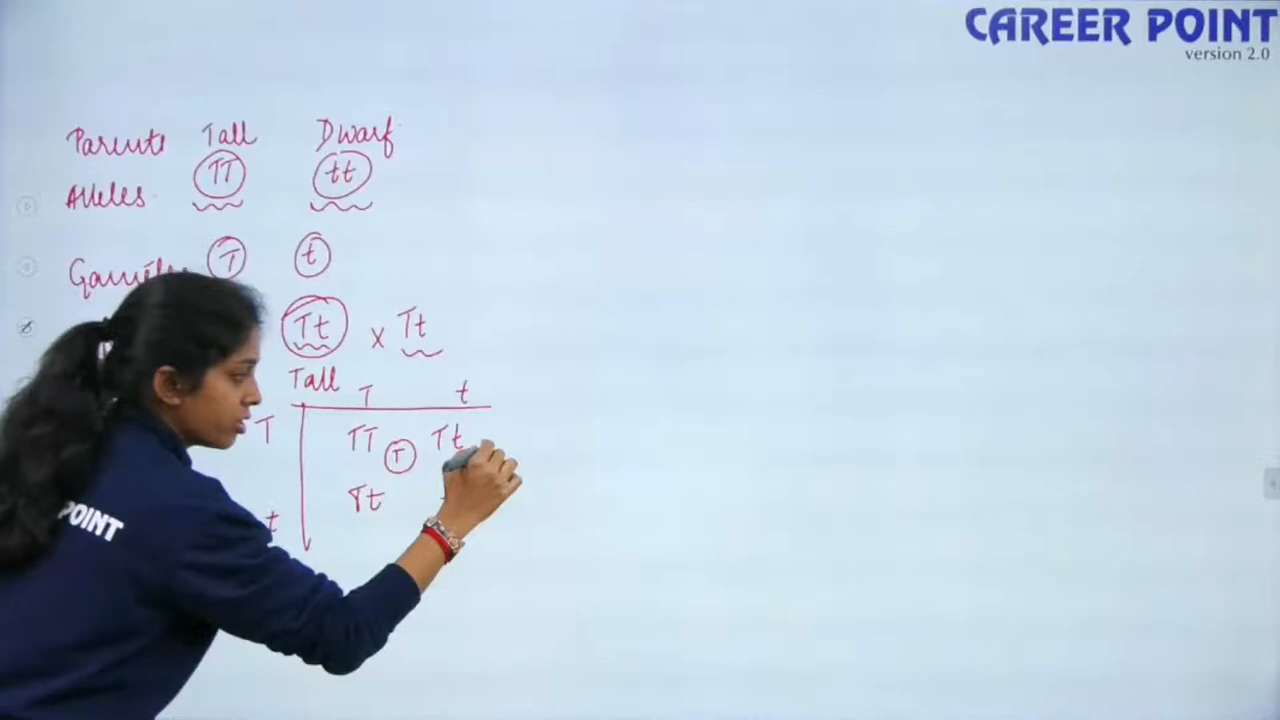 CAREER POINT
version 2.0
Parents Tall Dwarf
Alleles TT tt
T t
Tt x Tt
Tall
T t
T TT T Tt
t Tt
POINT